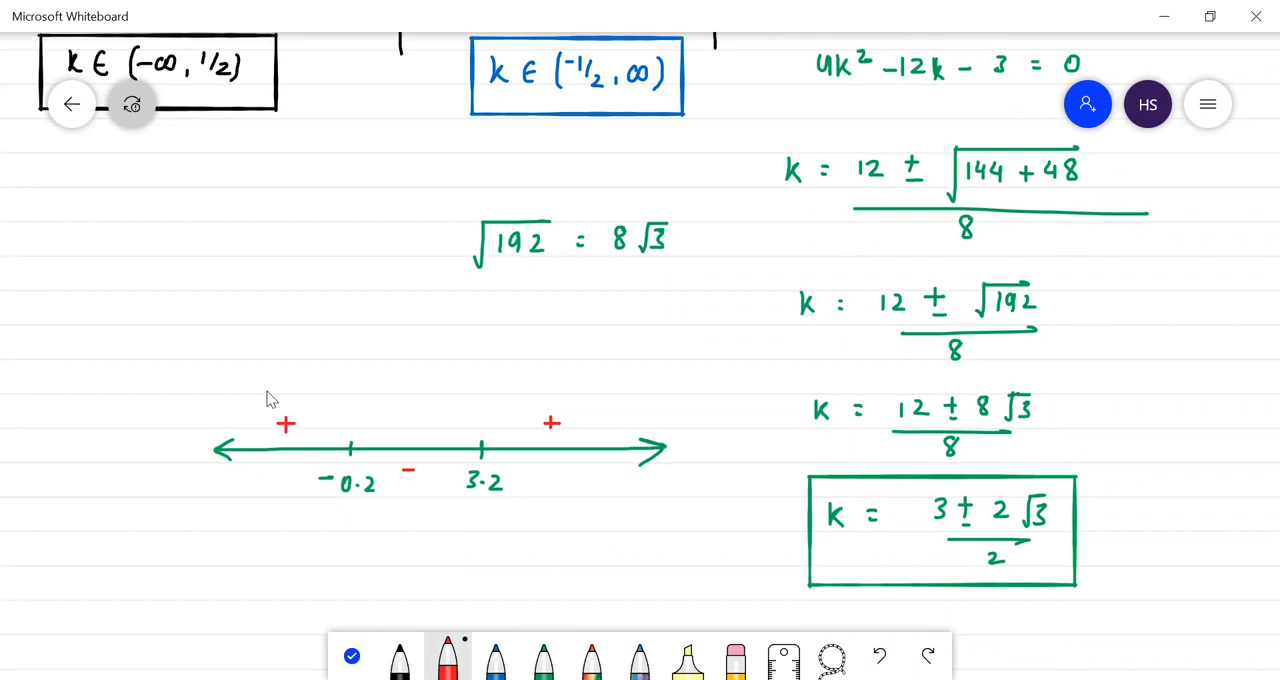 Microsoft Whiteboard
k ∈ (-∞, 1/2)
k ∈ (-1/2, ∞)
4k² - 12k - 3 = 0
HS
k = 12 ± √144 + 48
8
√192 = 8√3
k = 12 ± √192
8
k = 12 ± 8√3
8
+ +
-0.2 - 3.2
k = 3 ± 2√3
2